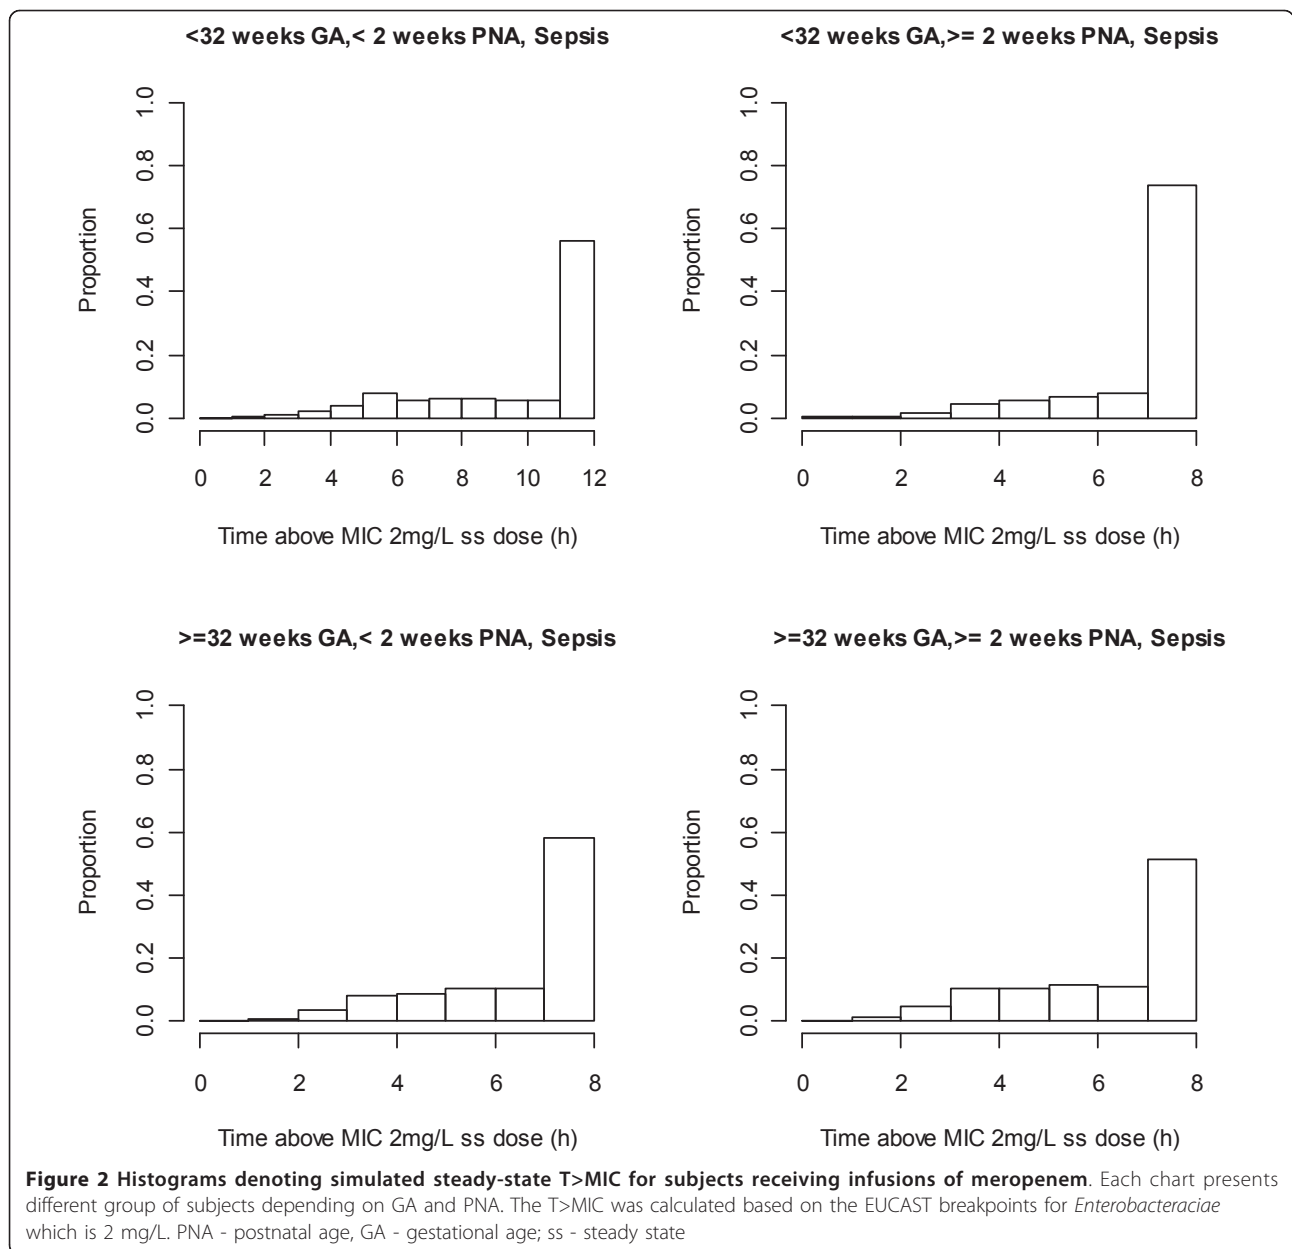 <32 weeks GA,< 2 weeks PNA, Sepsis
Proportion
0.0 0.2 0.4 0.6 0.8 1.0
0 2 4 6 8 10 12
Time above MIC 2mg/L ss dose (h)
<32 weeks GA,>= 2 weeks PNA, Sepsis
Proportion
0.0 0.2 0.4 0.6 0.8 1.0
0 2 4 6 8
Time above MIC 2mg/L ss dose (h)
>=32 weeks GA,< 2 weeks PNA, Sepsis
Proportion
0.0 0.2 0.4 0.6 0.8 1.0
0 2 4 6 8
Time above MIC 2mg/L ss dose (h)
>=32 weeks GA,>= 2 weeks PNA, Sepsis
Proportion
0.0 0.2 0.4 0.6 0.8 1.0
0 2 4 6 8
Time above MIC 2mg/L ss dose (h)
Figure 2 Histograms denoting simulated steady-state T>MIC for subjects receiving infusions of meropenem. Each chart presents
different group of subjects depending on GA and PNA. The T>MIC was calculated based on the EUCAST breakpoints for Enterobacteraciae
which is 2 mg/L. PNA - postnatal age, GA - gestational age; ss - steady state